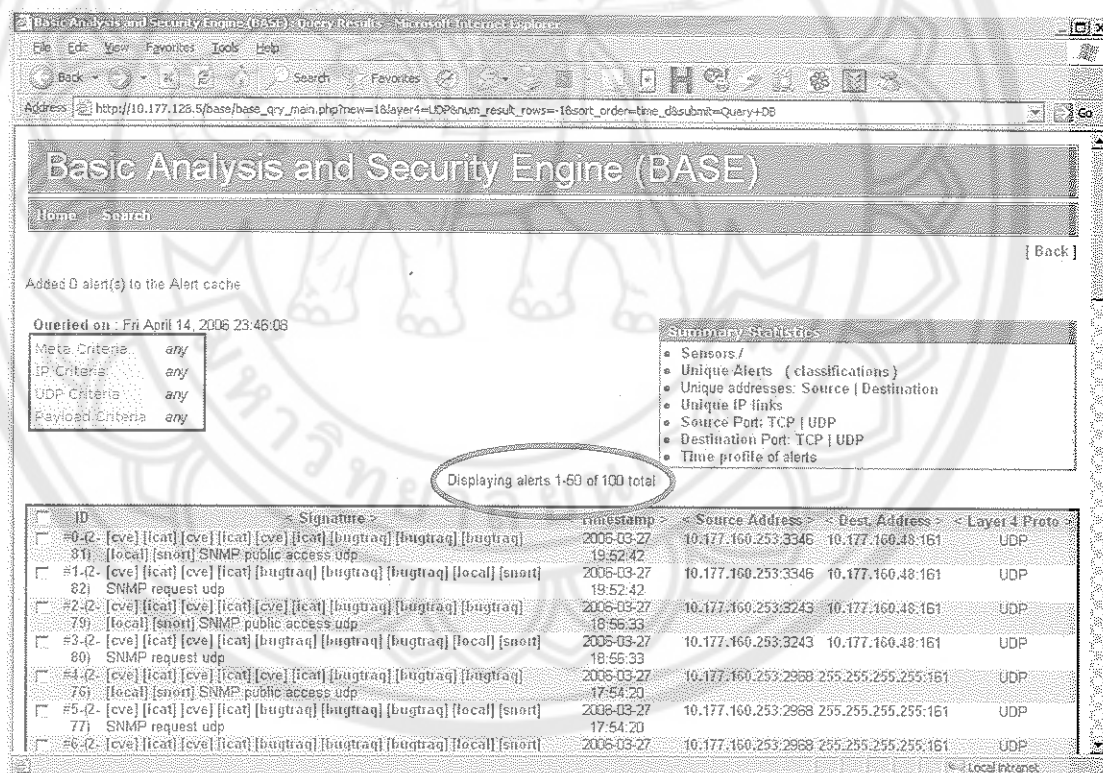 Basic Analysis and Security Engine (BASE) : Query Results - Microsoft Internet Explorer
File Edit View Favorites Tools Help
Back Search Favorites
Address http://10.177.128.5/base/base_qry_main.php?new=1&layer4=UDP&num_result_rows=-1&sort_order=time_d&submit=Query+DB Go
Basic Analysis and Security Engine (BASE)
Home | Search
[ Back ]
Added 0 alert(s) to the Alert cache
Queried on : Fri April 14, 2006 23:46:08
Meta Criteria any
IP Criteria any
UDP Criteria any
Payload Criteria any
Summary Statistics
Sensors /
Unique Alerts ( classifications )
Unique addresses: Source | Destination
Unique IP links
Source Port: TCP | UDP
Destination Port: TCP | UDP
Time profile of alerts
Displaying alerts 1-60 of 100 total
ID < Signature > Timestamp > < Source Address > < Dest. Address > < Layer 4 Proto >
#0-(2- [cve] [icat] [cve] [icat] [cve] [icat] [bugtraq] [bugtraq] [bugtraq] 2006-03-27 10.177.160.253:3346 10.177.160.48:161 UDP
81) [local] [snort] SNMP public access udp 19:52:42
#1-(2- [cve] [icat] [cve] [icat] [bugtraq] [bugtraq] [bugtraq] [local] [snort] 2006-03-27 10.177.160.253:3346 10.177.160.48:161 UDP
82) SNMP request udp 19:52:42
#2-(2- [cve] [icat] [cve] [icat] [cve] [icat] [bugtraq] [bugtraq] [bugtraq] 2006-03-27 10.177.160.253:3243 10.177.160.48:161 UDP
79) [local] [snort] SNMP public access udp 18:56:33
#3-(2- [cve] [icat] [cve] [icat] [bugtraq] [bugtraq] [bugtraq] [local] [snort] 2006-03-27 10.177.160.253:3243 10.177.160.48:161 UDP
80) SNMP request udp 18:56:33
#4-(2- [cve] [icat] [cve] [icat] [cve] [icat] [bugtraq] [bugtraq] [bugtraq] 2006-03-27 10.177.160.253:2968 255.255.255.255:161 UDP
76) [local] [snort] SNMP public access udp 17:54:20
#5-(2- [cve] [icat] [cve] [icat] [bugtraq] [bugtraq] [bugtraq] [local] [snort] 2006-03-27 10.177.160.253:2968 255.255.255.255:161 UDP
77) SNMP request udp 17:54:20
#6-(2- [cve] [icat] [cve] [icat] [bugtraq] [bugtraq] [bugtraq] [local] [snort] 2006-03-27 10.177.160.253:2968 255.255.255.255:161 UDP
Local intranet